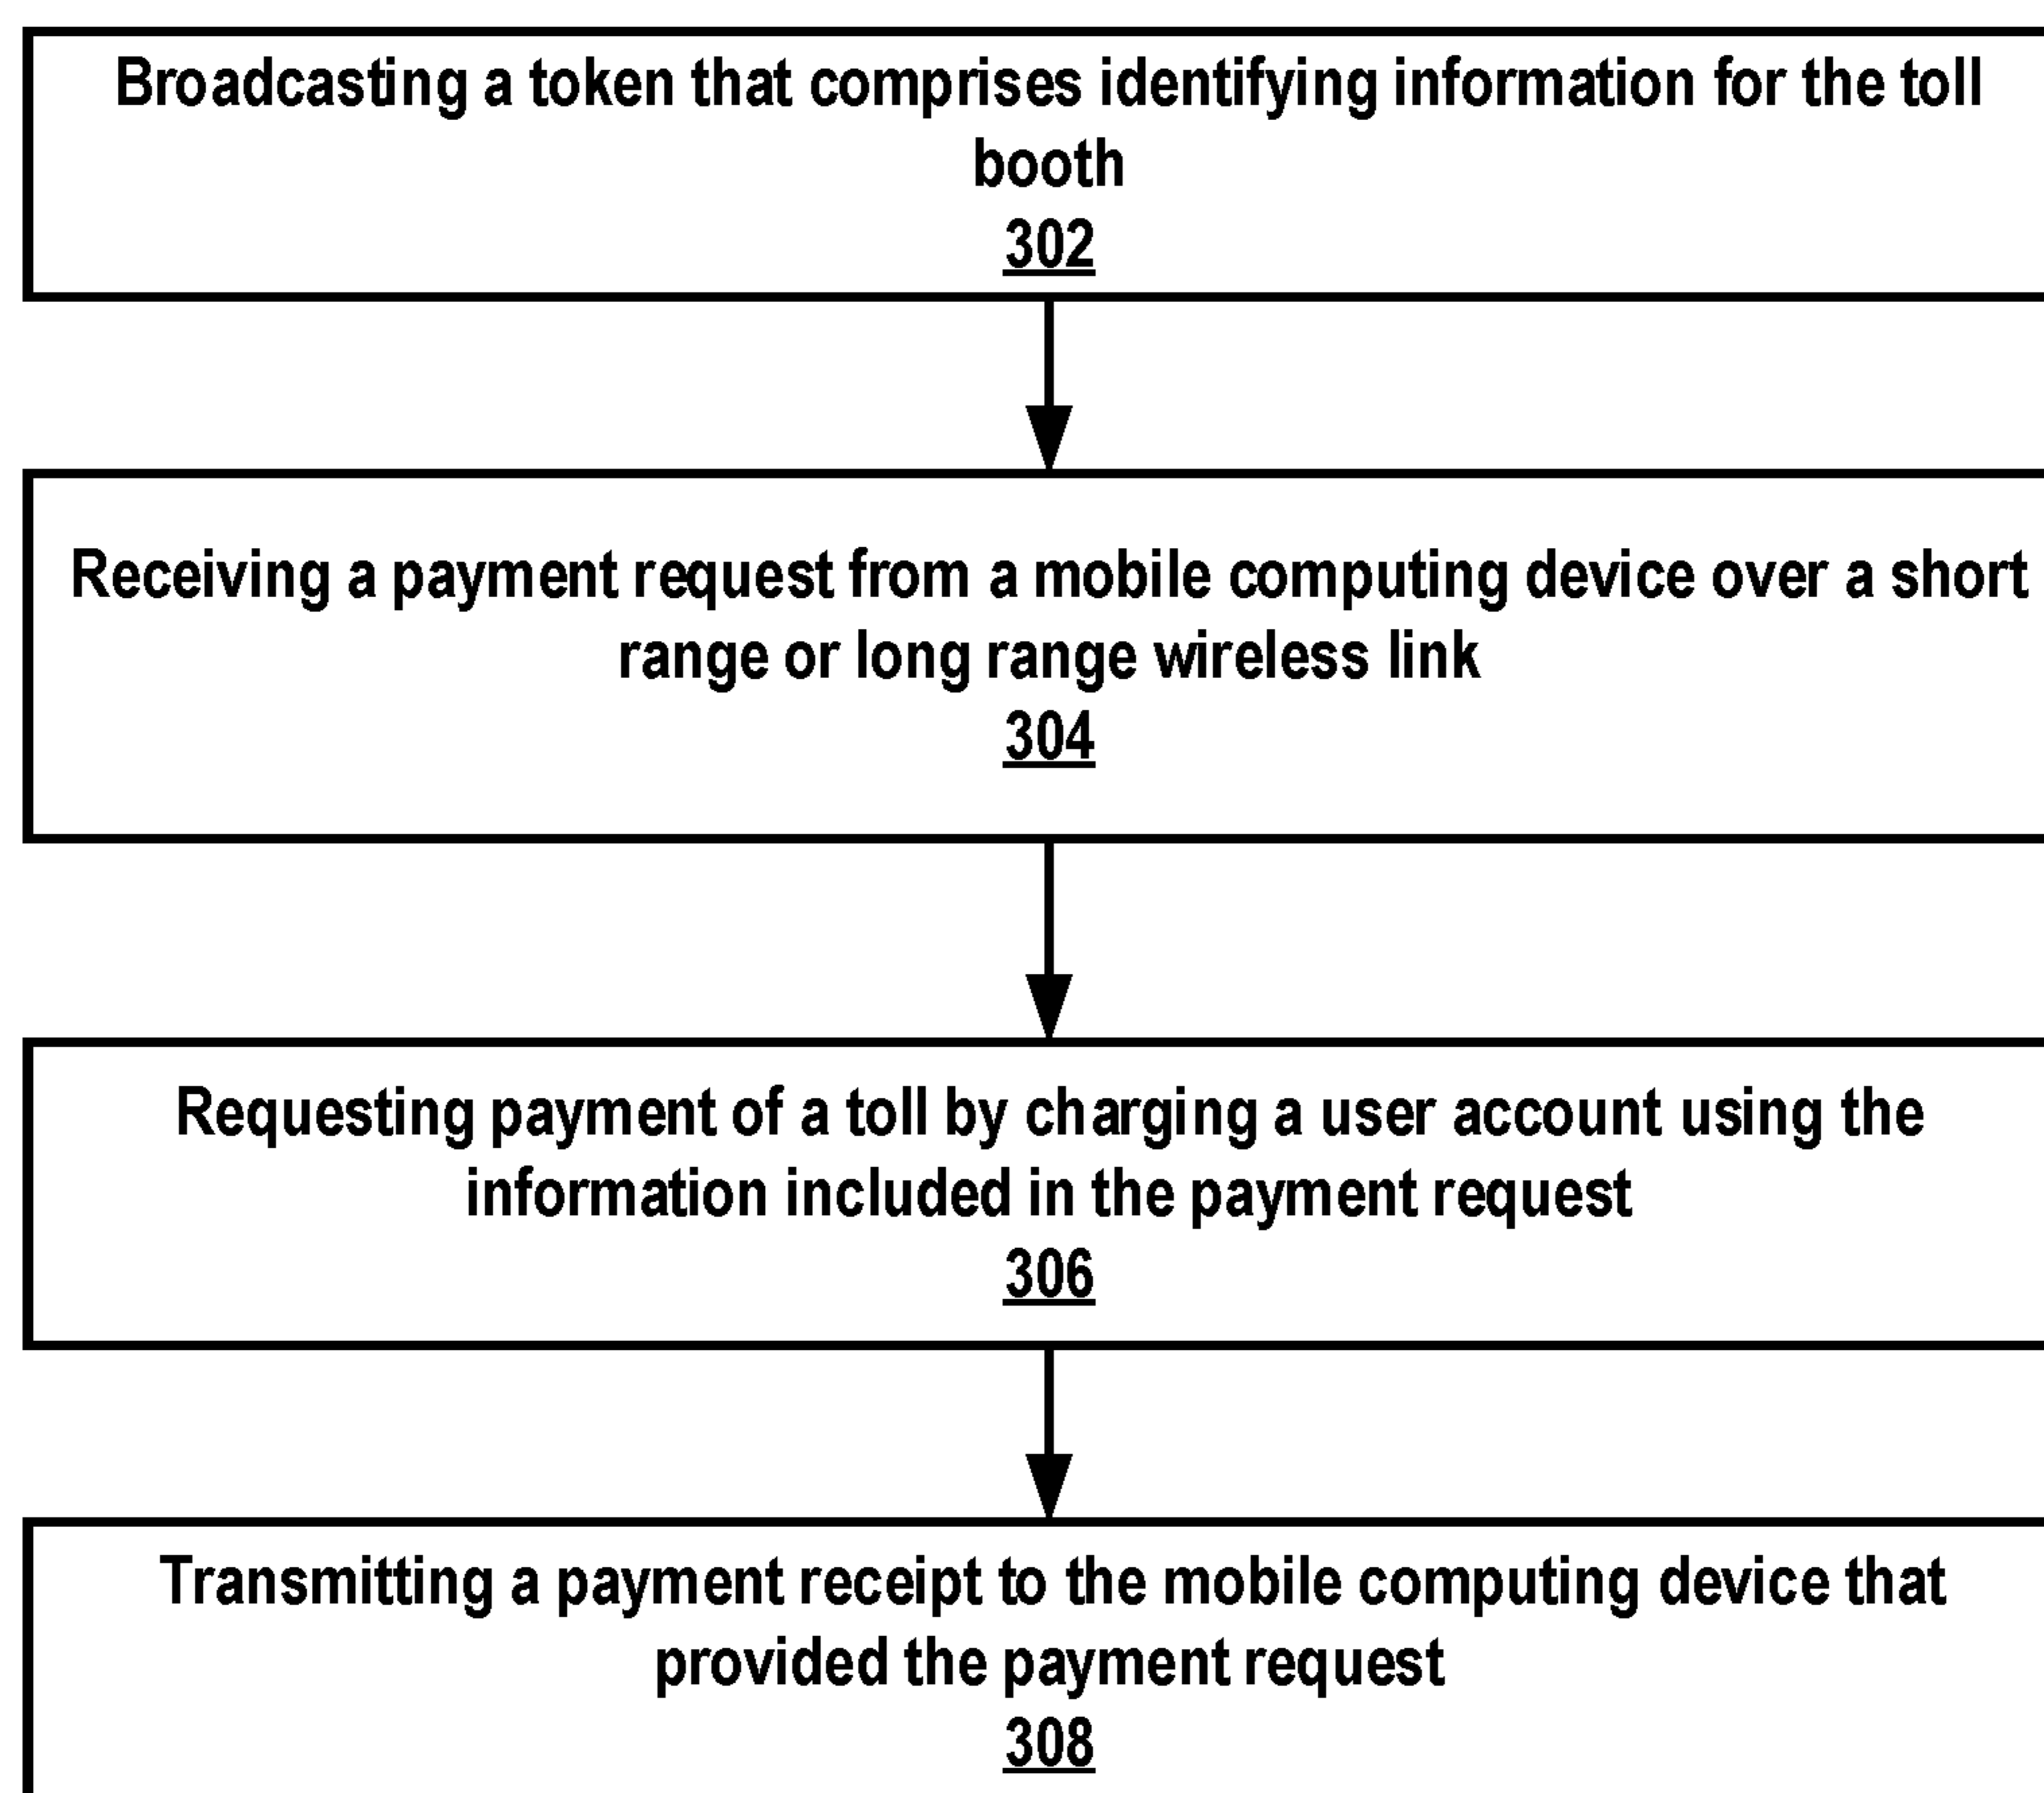 Broadcasting a token that comprises identifying information for the toll
booth
302
Receiving a payment request from a mobile computing device over a short
range or long range wireless link
304
Requesting payment of a toll by charging a user account using the
information included in the payment request
306
Transmitting a payment receipt to the mobile computing device that
provided the payment request
308